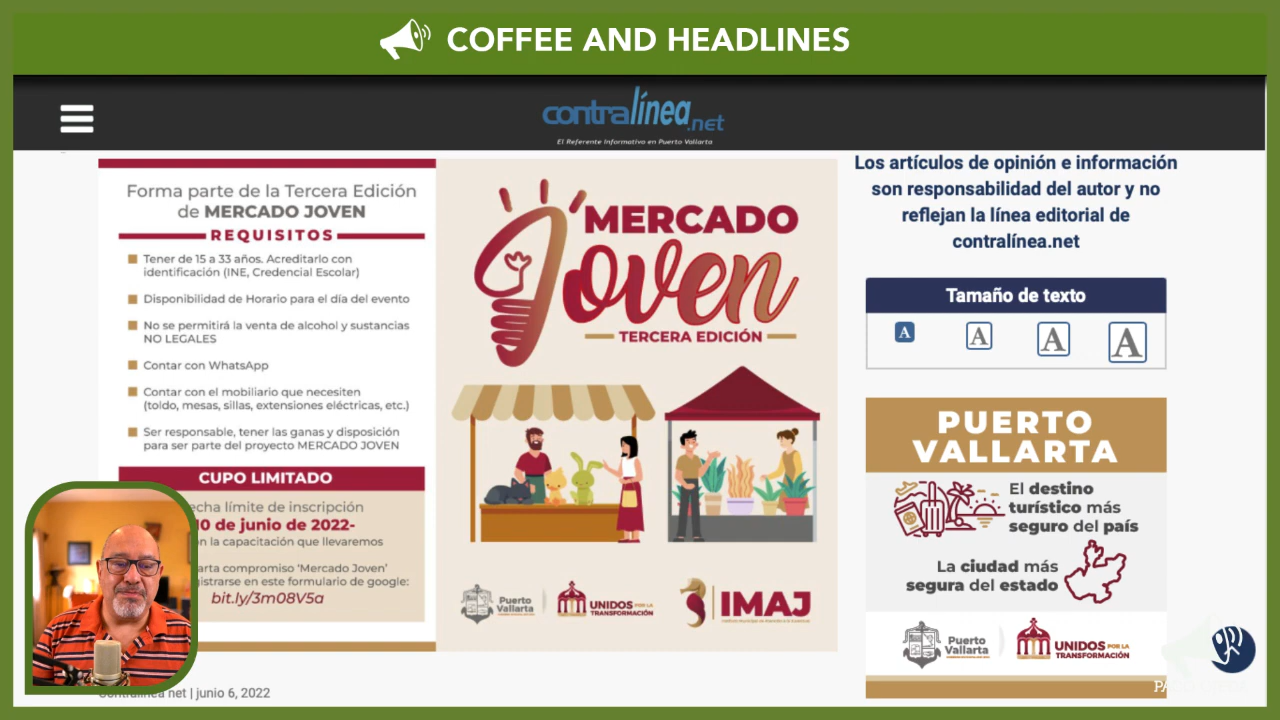 COFFEE AND HEADLINES
contralínea.net
El Referente Informativo en Puerto Vallarta
Forma parte de la Tercera Edición
de MERCADO JOVEN
REQUISITOS
Tener de 15 a 33 años. Acreditarlo con
identificación (INE, Credencial Escolar)
Disponibilidad de Horario para el día del evento
No se permitirá la venta de alcohol y sustancias
NO LEGALES
Contar con WhatsApp
Contar con el mobiliario que necesiten
(toldo, mesas, sillas, extensiones eléctricas, etc.)
Ser responsable, tener las ganas y disposición
para ser parte del proyecto MERCADO JOVEN
CUPO LIMITADO
echa límite de inscripción
10 de junio de 2022-
on la capacitación que llevaremos
arta compromiso ‘Mercado Joven’
gistrarse en este formulario de google:
bit.ly/3m08V5a
MERCADO
Joven
TERCERA EDICIÓN
Puerto
Vallarta
UNIDOS POR LA
TRANSFORMACIÓN
IMAJ
Contralínea net | junio 6, 2022
Los artículos de opinión e información
son responsabilidad del autor y no
reflejan la línea editorial de
contralínea.net
Tamaño de texto
A A A A
PUERTO
VALLARTA
El destino
turístico más
seguro del país
La ciudad más
segura del estado
Puerto
Vallarta
UNIDOS POR LA
TRANSFORMACIÓN